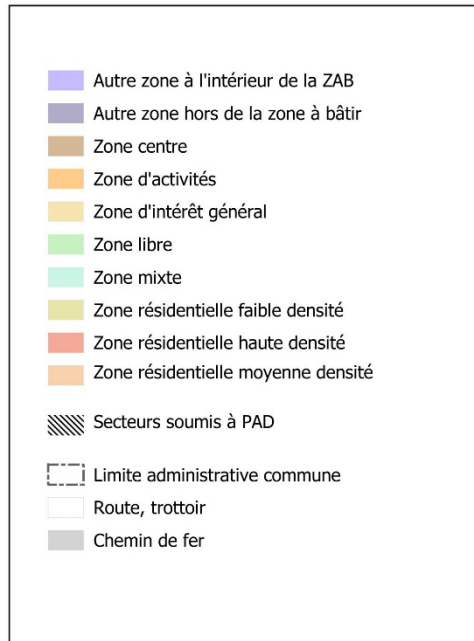 Autre zone à l'intérieur de la ZAB
Autre zone hors de la zone à bâtir
Zone centre
Zone d'activités
Zone d'intérêt général
Zone libre
Zone mixte
Zone résidentielle faible densité
Zone résidentielle haute densité
Zone résidentielle moyenne densité
Secteurs soumis à PAD
Limite administrative commune
Route, trottoir
Chemin de fer